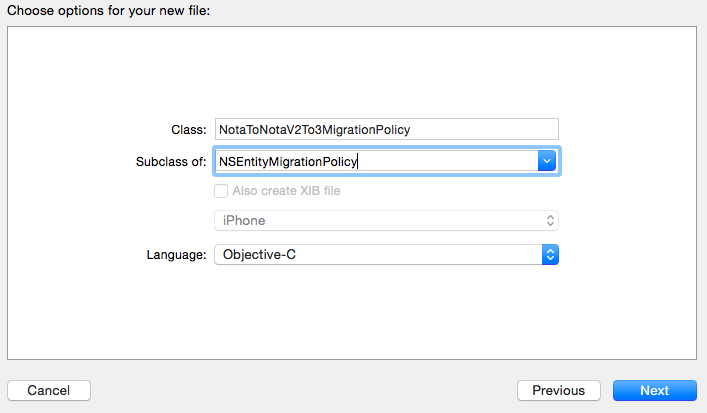 Choose options for your new file:
Class: NotaToNotaV2To3MigrationPolicy
Subclass of: NSEntityMigrationPolicy
Also create XIB file
iPhone
Language: Objective-C
Cancel Previous Next